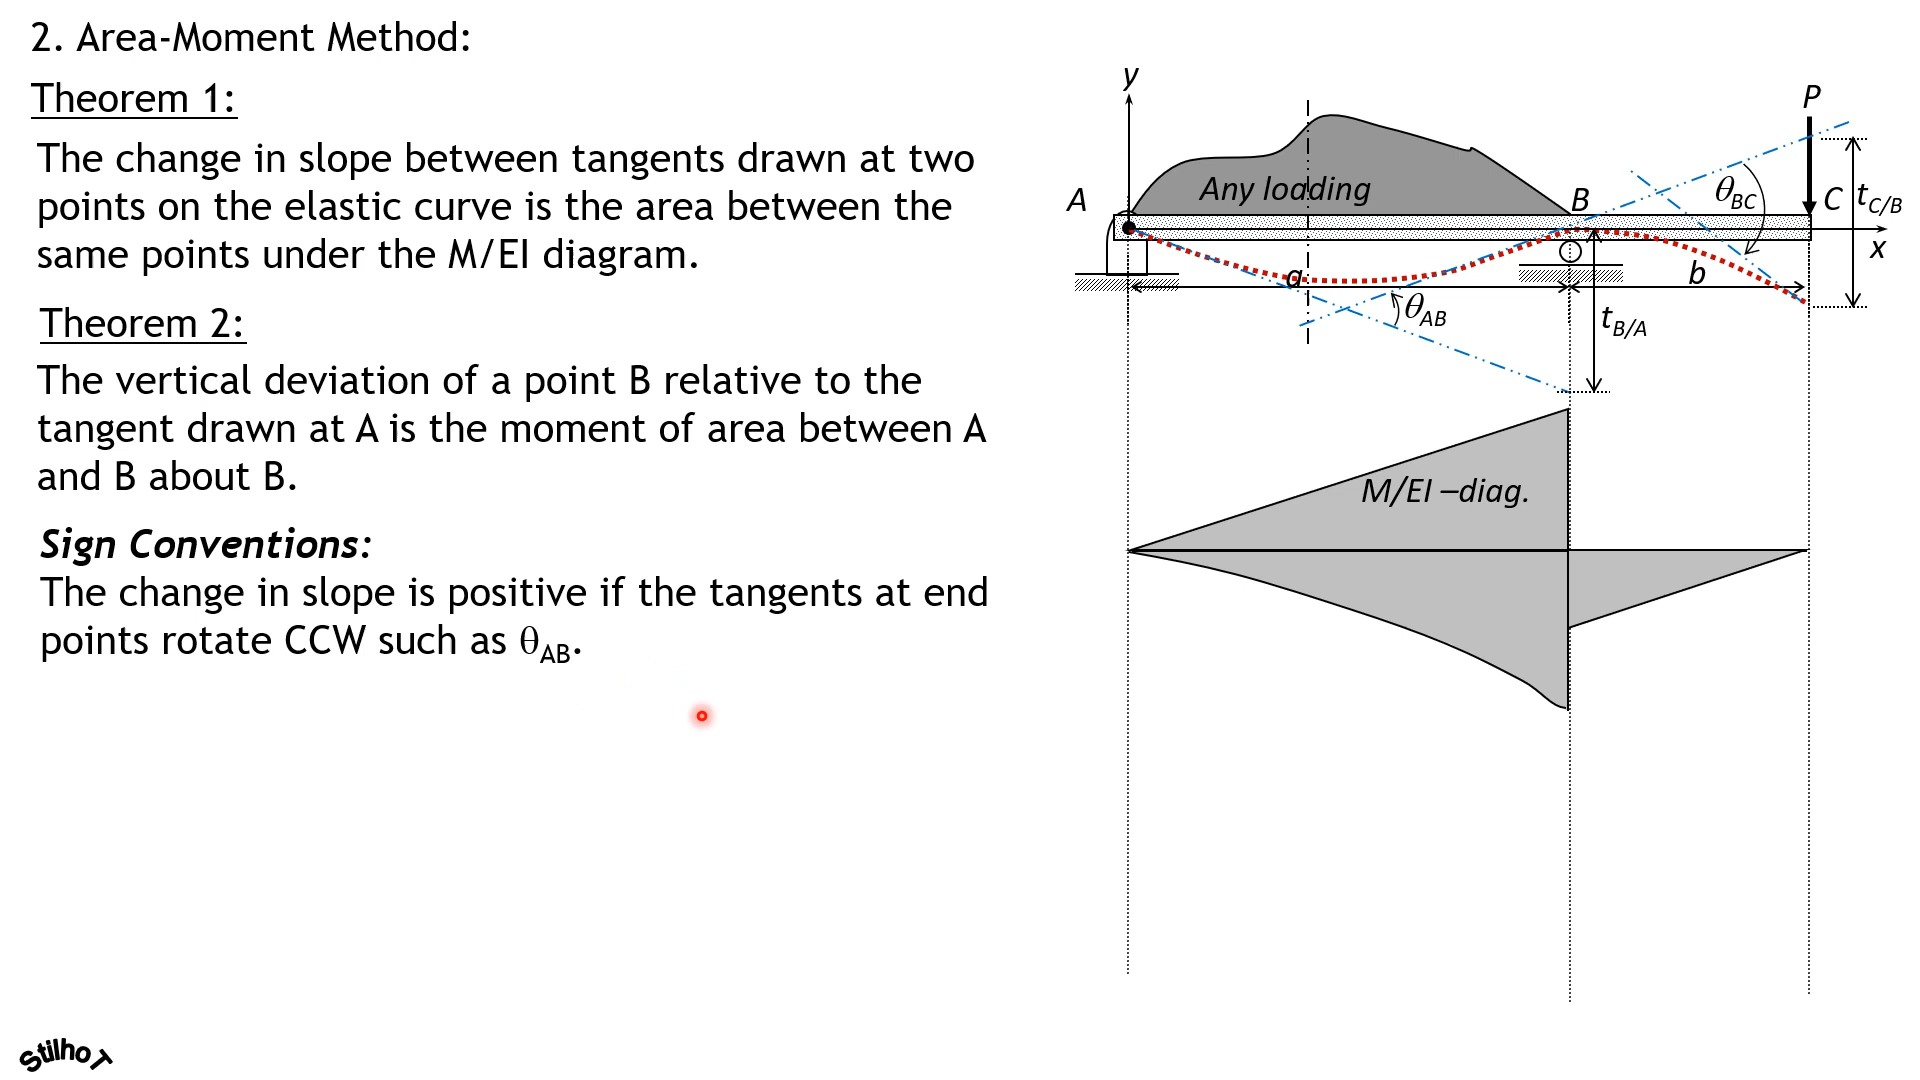 2. Area-Moment Method:
Theorem 1:
The change in slope between tangents drawn at two
points on the elastic curve is the area between the
same points under the M/EI diagram.
Theorem 2:
The vertical deviation of a point B relative to the
tangent drawn at A is the moment of area between A
and B about B.
Sign Conventions:
The change in slope is positive if the tangents at end
points rotate CCW such as θAB.
y
P
A
Any loading
B
θBC
C
tC/B
x
a
b
θAB
tB/A
M/EI –diag.
StilhoT